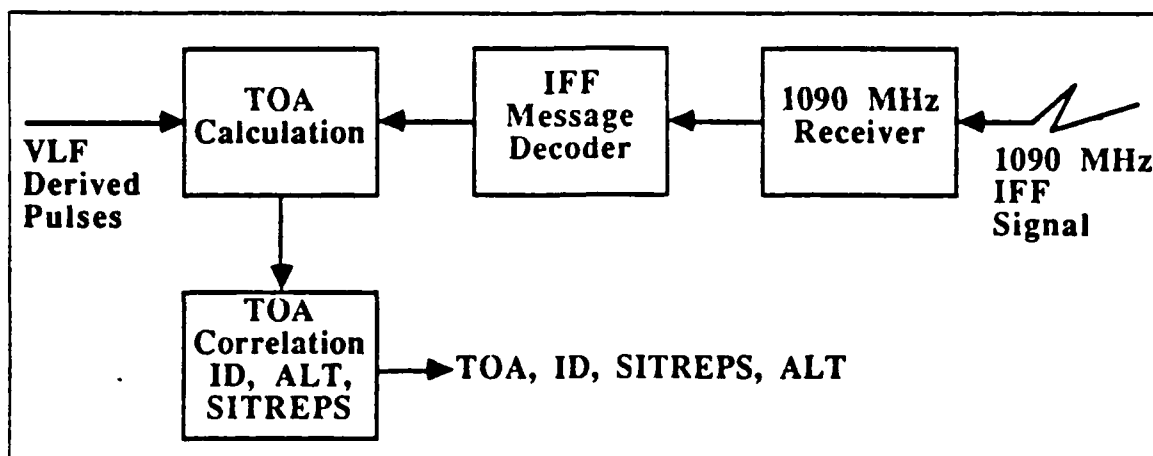 TOA
Calculation
IFF
Message
Decoder
1090 MHz
Receiver
VLF
Derived
Pulses
1090 MHz
IFF
Signal
TOA
Correlation
ID, ALT,
SITREPS
TOA, ID, SITREPS, ALT